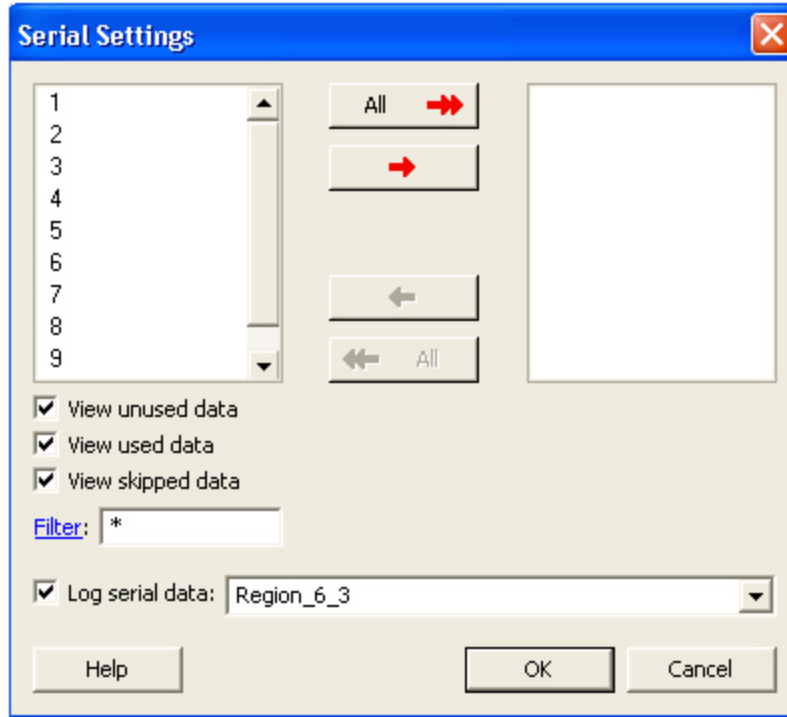 Serial Settings
1
2
3
4
5
6
7
8
9
All
All
View unused data
View used data
View skipped data
Filter: *
Log serial data: Region_6_3
Help
OK
Cancel